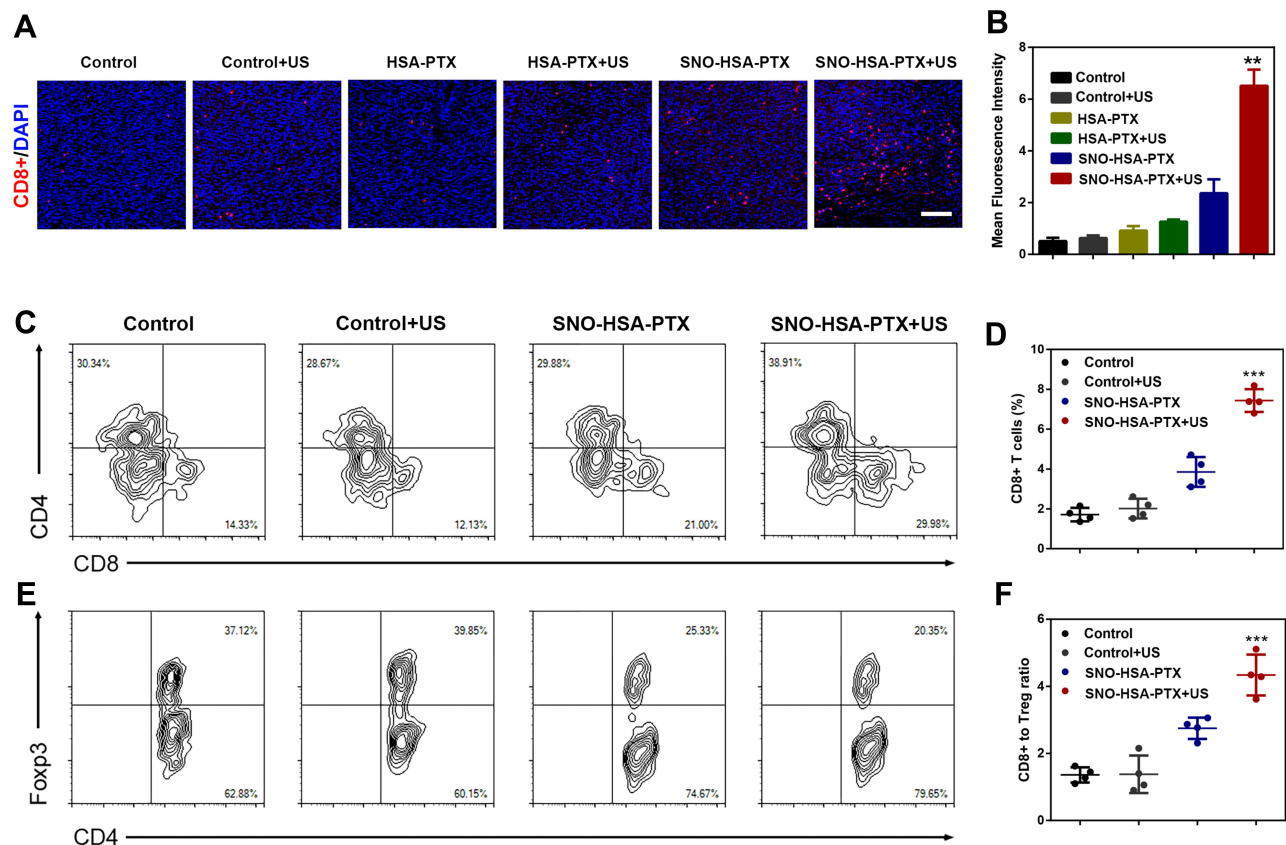 A
Control
Control+US
HSA-PTX
HSA-PTX+US
SNO-HSA-PTX
SNO-HSA-PTX+US
CD8+/DAPI
B
Mean Fluorescence Intensity
8
6
4
2
0
Control
Control+US
HSA-PTX
HSA-PTX+US
SNO-HSA-PTX
SNO-HSA-PTX+US
**
C
Control
Control+US
SNO-HSA-PTX
SNO-HSA-PTX+US
30.34%
14.33%
28.67%
12.13%
29.88%
21.00%
38.91%
29.98%
CD4
CD8
D
CD8+ T cells (%)
10
8
6
4
2
0
Control
Control+US
SNO-HSA-PTX
SNO-HSA-PTX+US
***
E
37.12%
62.88%
39.85%
60.15%
25.33%
74.67%
20.35%
79.65%
Foxp3
CD4
F
CD8+ to Treg ratio
6
4
2
0
Control
Control+US
SNO-HSA-PTX
SNO-HSA-PTX+US
***